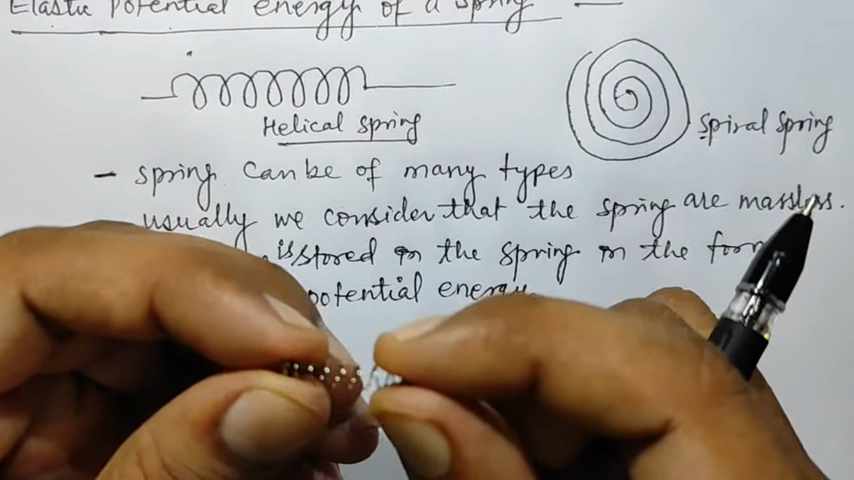 Elastic Potential energy of a Spring
Helical spring
Spiral Spring
- spring can be of many types
usually we consider that the spring are massless.
is stored in the spring in the form
potential energy